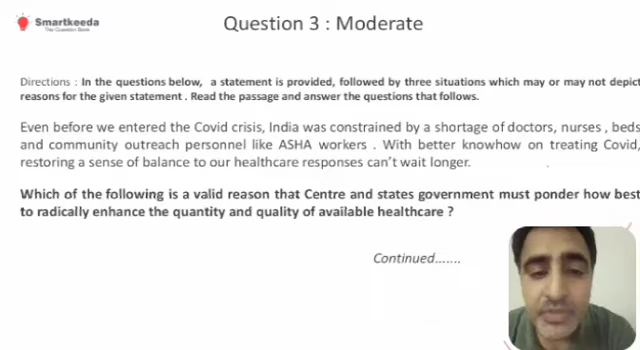 Smartkeeda
The Question Bank
Question 3 : Moderate
Directions : In the questions below, a statement is provided, followed by three situations which may or may not depict
reasons for the given statement . Read the passage and answer the questions that follows.
Even before we entered the Covid crisis, India was constrained by a shortage of doctors, nurses , beds
and community outreach personnel like ASHA workers . With better knowhow on treating Covid,
restoring a sense of balance to our healthcare responses can’t wait longer.
Which of the following is a valid reason that Centre and states government must ponder how best
to radically enhance the quantity and quality of available healthcare ?
Continued.......